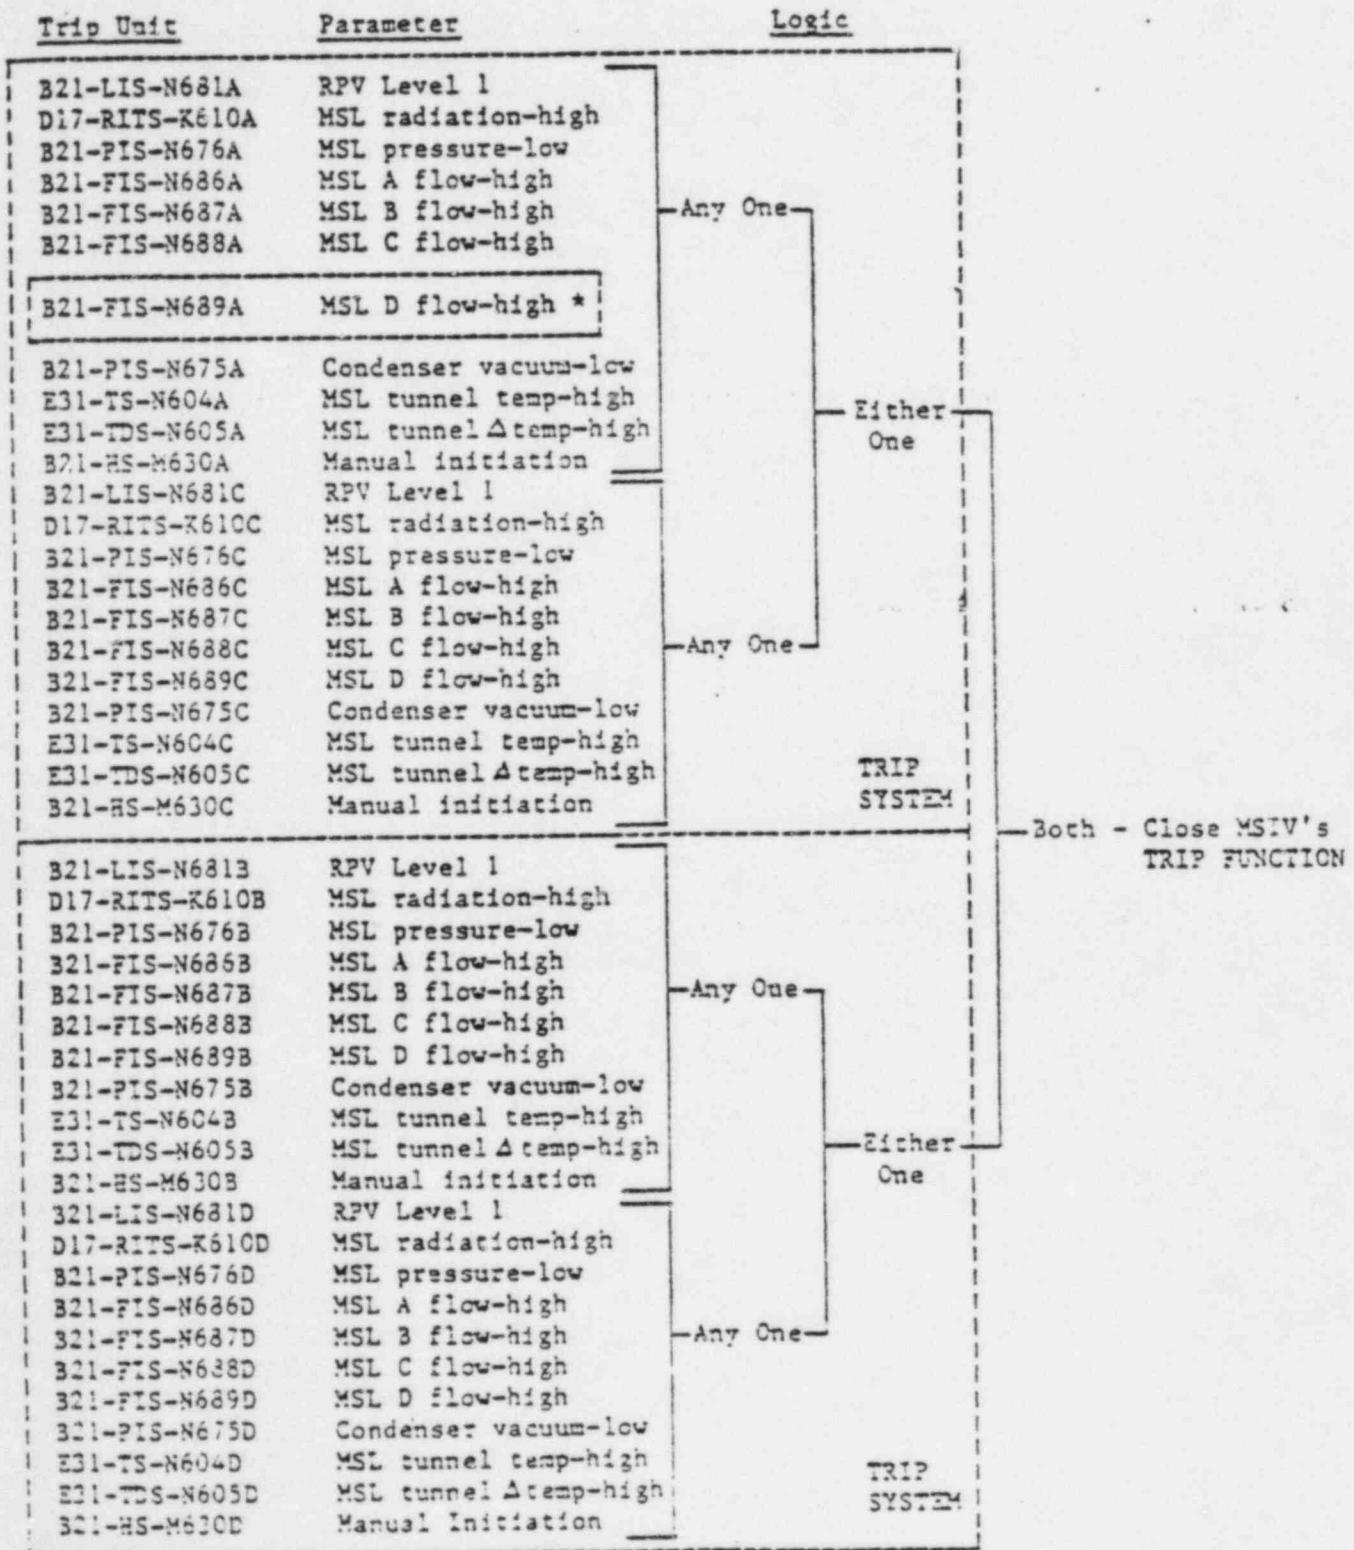 Trip Unit Parameter Logic
B21-LIS-N681A RPV Level 1
D17-RITS-K610A MSL radiation-high
B21-PIS-N676A MSL pressure-low
B21-FIS-N686A MSL A flow-high
B21-FIS-N687A MSL B flow-high Any One
B21-FIS-N688A MSL C flow-high
B21-FIS-N689A MSL D flow-high *
B21-PIS-N675A Condenser vacuum-low
E31-TS-N604A MSL tunnel temp-high Either
E31-TDS-N605A MSL tunnel Δtemp-high One
B21-HS-M630A Manual initiation
B21-LIS-N681C RPV Level 1
D17-RITS-K610C MSL radiation-high
B21-PIS-N676C MSL pressure-low
B21-FIS-N686C MSL A flow-high
B21-FIS-N687C MSL B flow-high
B21-FIS-N688C MSL C flow-high Any One
B21-FIS-N689C MSL D flow-high
B21-PIS-N675C Condenser vacuum-low
E31-TS-N604C MSL tunnel temp-high
E31-TDS-N605C MSL tunnel Δtemp-high TRIP
B21-HS-M630C Manual initiation SYSTEM
Both - Close MSIV's
TRIP FUNCTION
B21-LIS-N681B RPV Level 1
D17-RITS-K610B MSL radiation-high
B21-PIS-N676B MSL pressure-low
B21-FIS-N686B MSL A flow-high
B21-FIS-N687B MSL B flow-high Any One
B21-FIS-N688B MSL C flow-high
B21-FIS-N689B MSL D flow-high
B21-PIS-N675B Condenser vacuum-low
E31-TS-N604B MSL tunnel temp-high
E31-TDS-N605B MSL tunnel Δtemp-high Either
B21-HS-M630B Manual initiation One
B21-LIS-N681D RPV Level 1
D17-RITS-K610D MSL radiation-high
B21-PIS-N676D MSL pressure-low
B21-FIS-N686D MSL A flow-high
B21-FIS-N687D MSL B flow-high Any One
B21-FIS-N688D MSL C flow-high
B21-FIS-N689D MSL D flow-high
B21-PIS-N675D Condenser vacuum-low
E31-TS-N604D MSL tunnel temp-high
E31-TDS-N605D MSL tunnel Δtemp-high TRIP
B21-HS-M630D Manual Initiation SYSTEM